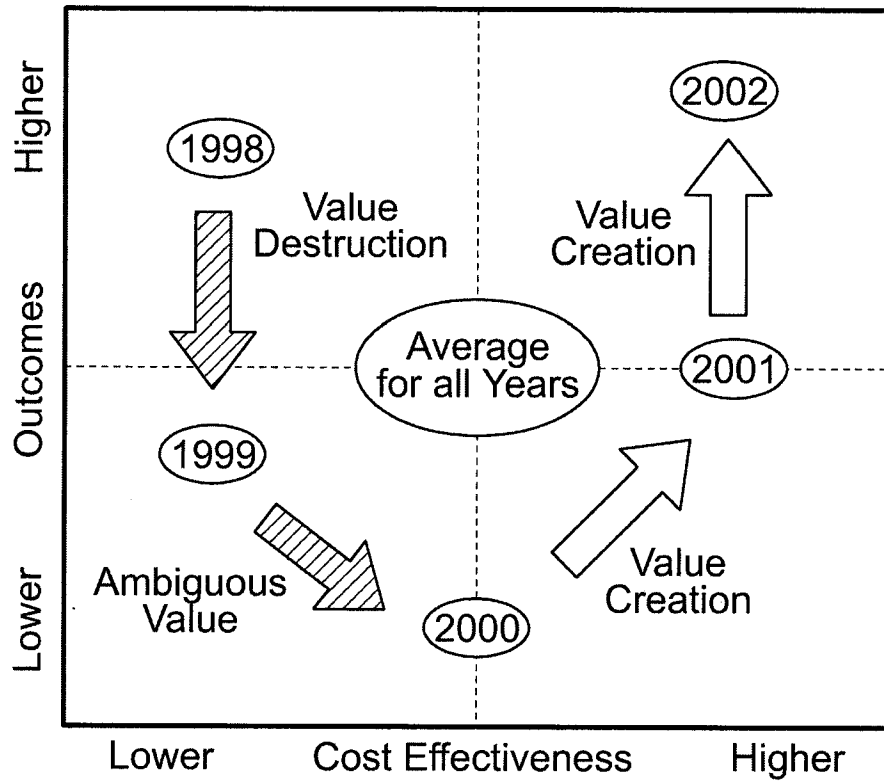 Higher
Outcomes
Lower
2002
1998
Value
Destruction
Value
Creation
Average
for all Years
2001
1999
Ambiguous
Value
2000
Value
Creation
Lower
Cost Effectiveness
Higher